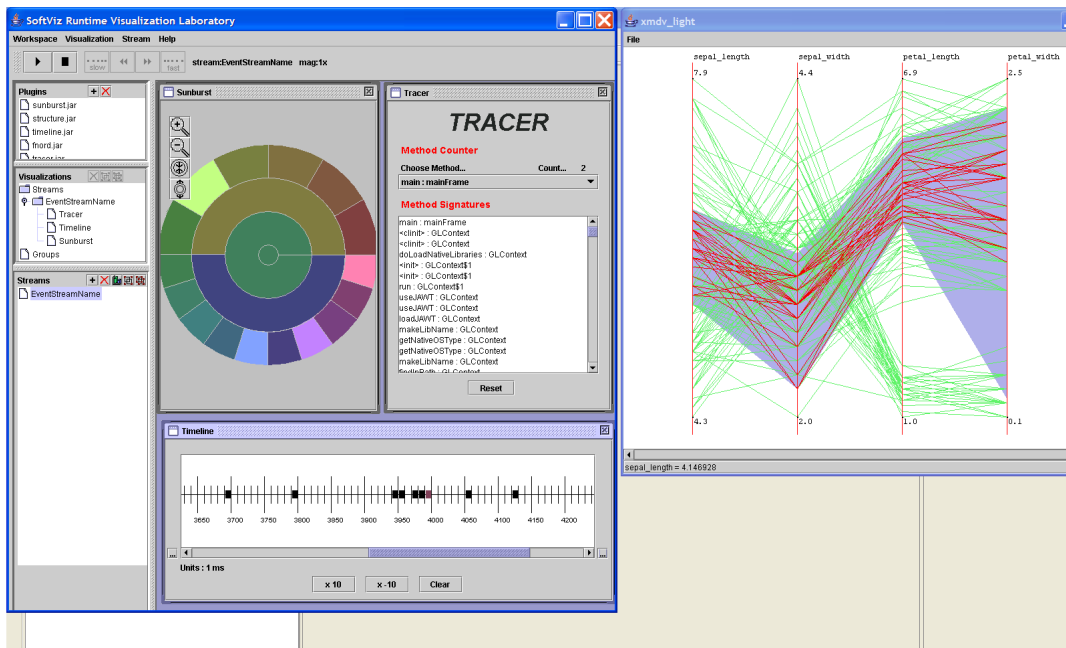 SoftViz Runtime Visualization Laboratory
Workspace Visualization Stream Help
slow fast stream:EventStreamName mag:1x
Plugins
sunburst.jar
structure.jar
timeline.jar
fnord.jar
tracer.jar
Visualizations
Streams
EventStreamName
Tracer
Timeline
Sunburst
Groups
Streams
EventStreamName
Sunburst
Tracer
TRACER
Method Counter
Choose Method... Count... 2
main : mainFrame
Method Signatures
main : mainFrame
<clinit> : GLContext
<clinit> : GLContext
doLoadNativeLibraries : GLContext
<init> : GLContext$1
<init> : GLContext$1
run : GLContext$1
useJAWT : GLContext
useJAWT : GLContext
loadJAWT : GLContext
makeLibName : GLContext
getNativeOSType : GLContext
getNativeOSType : GLContext
makeLibName : GLContext
findInPath : GLContext
Reset
Timeline
3650 3700 3750 3800 3850 3900 3950 4000 4050 4100 4150 4200
... ...
Units : 1 ms
x 10 x -10 Clear
xmdv_light
File
sepal_length sepal_width petal_length petal_width
7.9 4.4 6.9 2.5
4.3 2.0 1.0 0.1
sepal_length = 4.146928